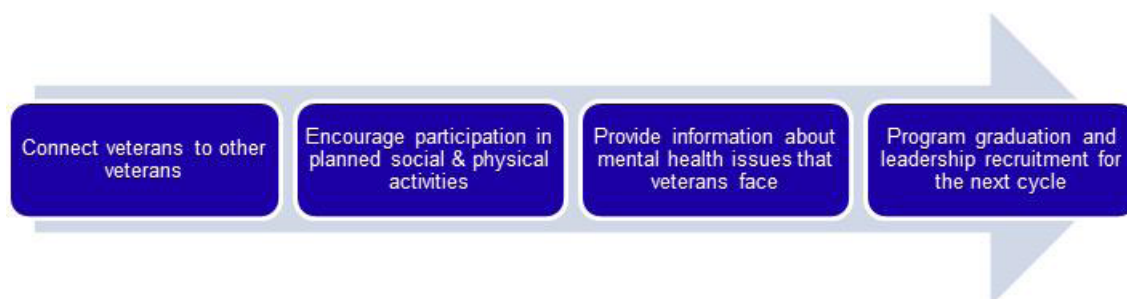 Connect veterans to other
veterans
Encourage participation in
planned social & physical
activities
Provide information about
mental health issues that
veterans face
Program graduation and
leadership recruitment for
the next cycle